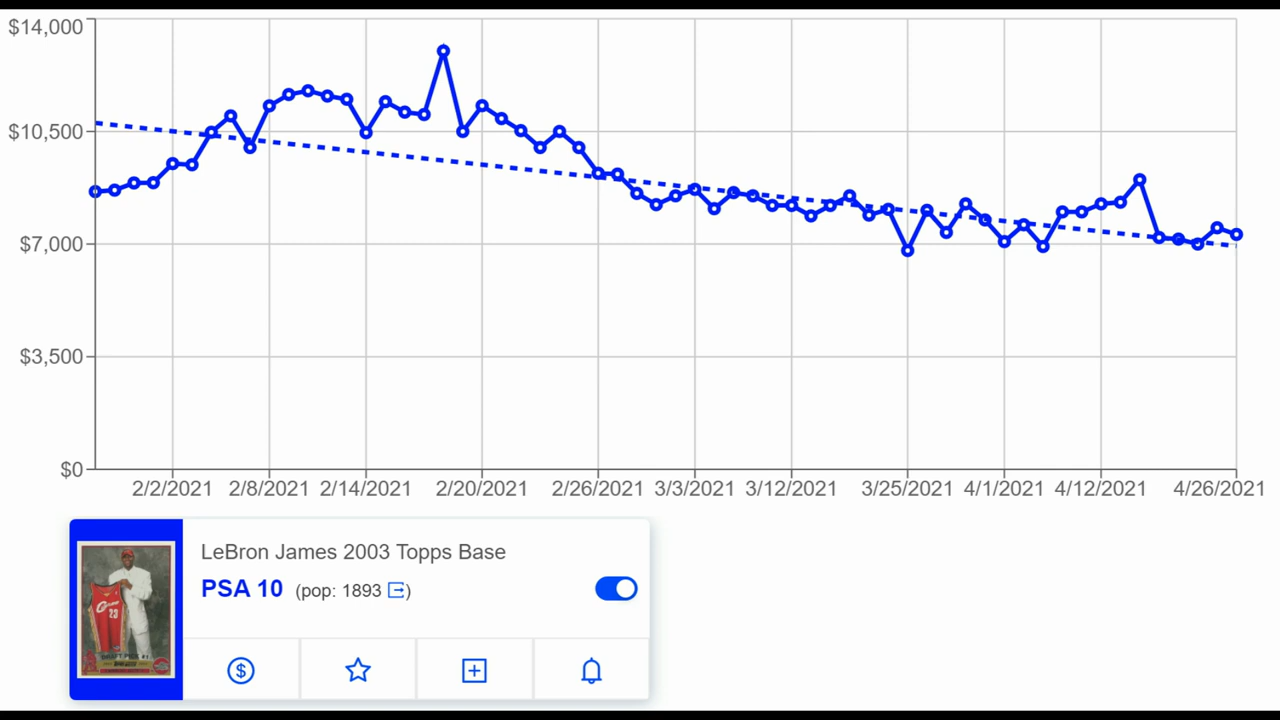 $14,000
$10,500
$7,000
$3,500
$0
2/2/2021 2/8/2021 2/14/2021 2/20/2021 2/26/2021 3/3/2021 3/12/2021 3/25/2021 4/1/2021 4/12/2021 4/26/2021
LeBron James 2003 Topps Base
PSA 10 (pop: 1893)
23
$